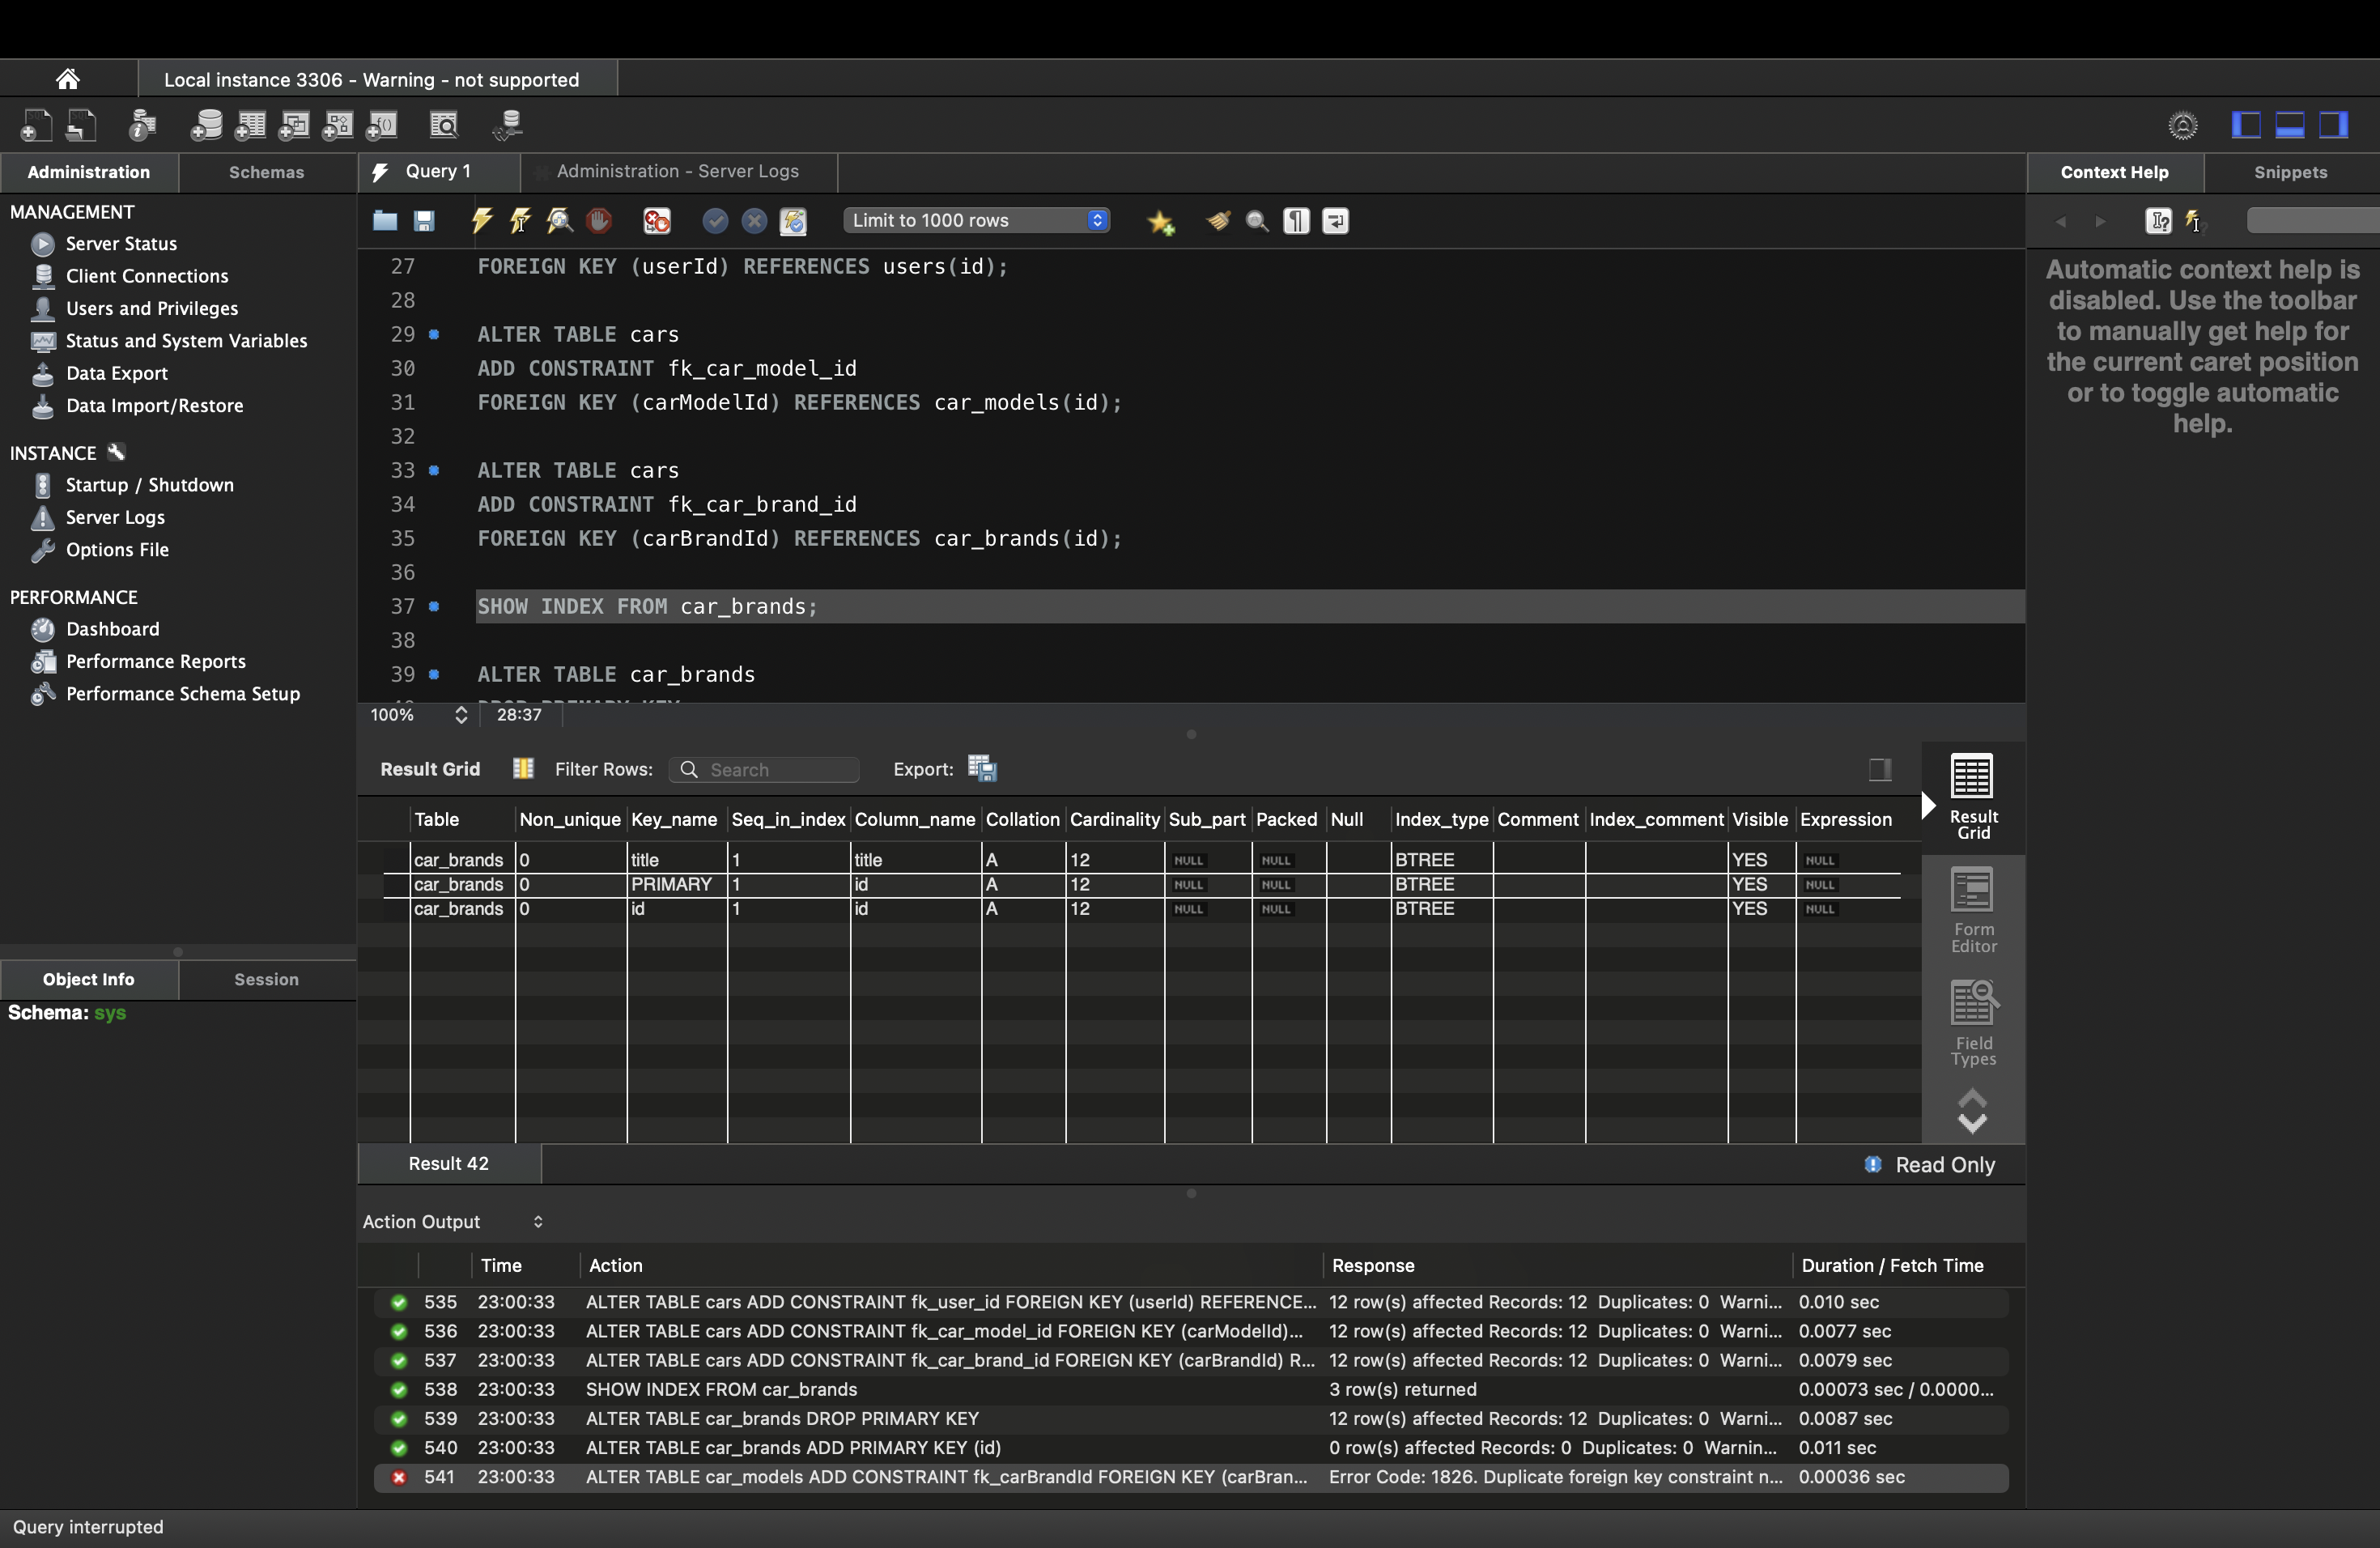 Local instance 3306 - Warning - not supported
Administration
Schemas
MANAGEMENT
Server Status
Client Connections
Users and Privileges
Status and System Variables
Data Export
Data Import/Restore
INSTANCE
Startup / Shutdown
Server Logs
Options File
PERFORMANCE
Dashboard
Performance Reports
Performance Schema Setup
Object Info
Session
Schema: sys
Query 1
Administration - Server Logs
Limit to 1000 rows
27 FOREIGN KEY (userId) REFERENCES users(id);
28
29 ALTER TABLE cars
30 ADD CONSTRAINT fk_car_model_id
31 FOREIGN KEY (carModelId) REFERENCES car_models(id);
32
33 ALTER TABLE cars
34 ADD CONSTRAINT fk_car_brand_id
35 FOREIGN KEY (carBrandId) REFERENCES car_brands(id);
36
37 SHOW INDEX FROM car_brands;
38
39 ALTER TABLE car_brands
100% 28:37
Result Grid Filter Rows: Search Export:
Table Non_unique Key_name Seq_in_index Column_name Collation Cardinality Sub_part Packed Null Index_type Comment Index_comment Visible Expression
car_brands 0 title 1 title A 12 NULL NULL BTREE YES NULL
car_brands 0 PRIMARY 1 id A 12 NULL NULL BTREE YES NULL
car_brands 0 id 1 id A 12 NULL NULL BTREE YES NULL
Result
Grid
Form
Editor
Field
Types
Result 42
Read Only
Action Output
Time Action Response Duration / Fetch Time
535 23:00:33 ALTER TABLE cars ADD CONSTRAINT fk_user_id FOREIGN KEY (userId) REFERENCE... 12 row(s) affected Records: 12 Duplicates: 0 Warni... 0.010 sec
536 23:00:33 ALTER TABLE cars ADD CONSTRAINT fk_car_model_id FOREIGN KEY (carModelId)... 12 row(s) affected Records: 12 Duplicates: 0 Warni... 0.0077 sec
537 23:00:33 ALTER TABLE cars ADD CONSTRAINT fk_car_brand_id FOREIGN KEY (carBrandId) R... 12 row(s) affected Records: 12 Duplicates: 0 Warni... 0.0079 sec
538 23:00:33 SHOW INDEX FROM car_brands 3 row(s) returned 0.00073 sec / 0.0000...
539 23:00:33 ALTER TABLE car_brands DROP PRIMARY KEY 12 row(s) affected Records: 12 Duplicates: 0 Warni... 0.0087 sec
540 23:00:33 ALTER TABLE car_brands ADD PRIMARY KEY (id) 0 row(s) affected Records: 0 Duplicates: 0 Warnin... 0.011 sec
541 23:00:33 ALTER TABLE car_models ADD CONSTRAINT fk_carBrandId FOREIGN KEY (carBran... Error Code: 1826. Duplicate foreign key constraint n... 0.00036 sec
Context Help
Snippets
Automatic context help is
disabled. Use the toolbar
to manually get help for
the current caret position
or to toggle automatic
help.
Query interrupted